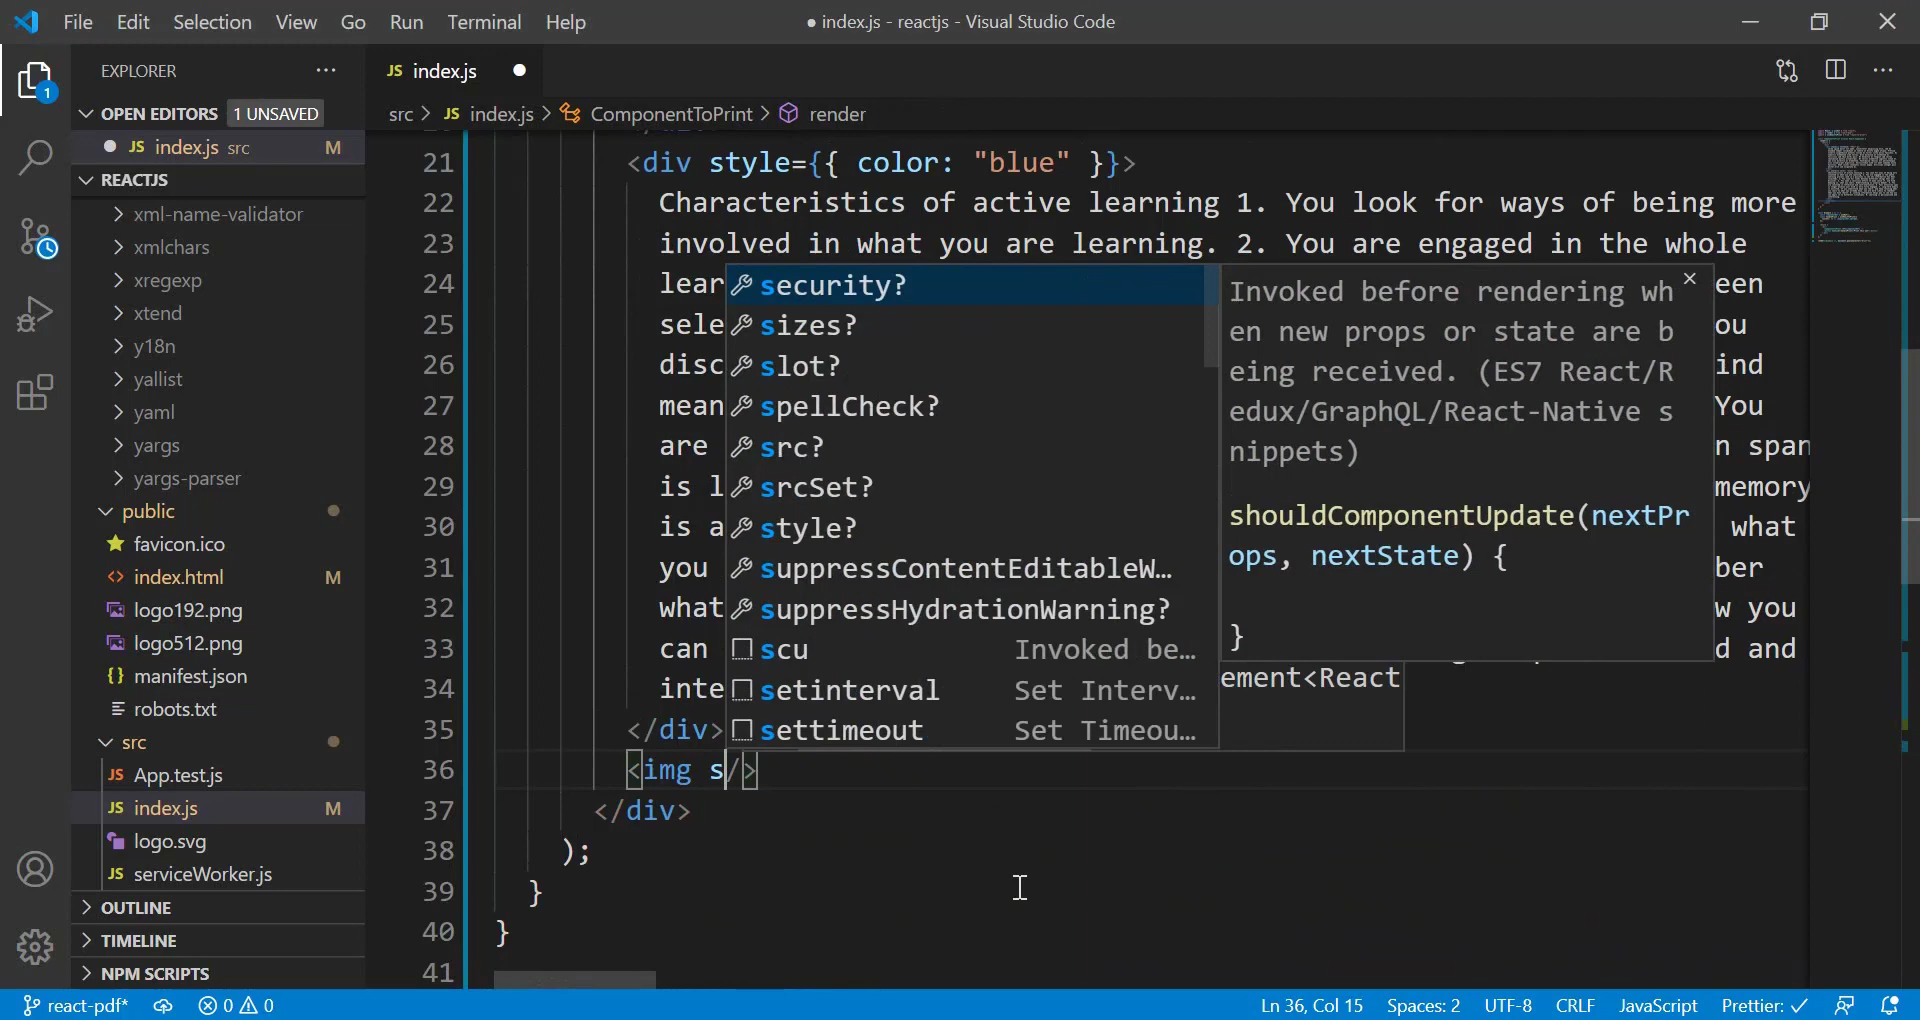 File Edit Selection View Go Run Terminal Help
● index.js - reactjs - Visual Studio Code
EXPLORER
OPEN EDITORS 1 UNSAVED
JS index.js src M
REACTJS
xml-name-validator
xmlchars
xregexp
xtend
y18n
yallist
yaml
yargs
yargs-parser
public
favicon.ico
index.html M
logo192.png
logo512.png
manifest.json
robots.txt
src
JS App.test.js
JS index.js M
logo.svg
JS serviceWorker.js
OUTLINE
TIMELINE
NPM SCRIPTS
JS index.js
src > JS index.js > ComponentToPrint > render
21 <div style={{ color: "blue" }}>
22 Characteristics of active learning 1. You look for ways of being more
23 involved in what you are learning. 2. You are engaged in the whole
24 lear een
25 sele ou
26 disc ind
27 mean You
28 are n span
29 is l memory
30 is a what
31 you ber
32 what w you
33 can d and
34 inte
35 </div>
36 <img s/>
37 </div>
38 );
39 }
40 }
41
security?
sizes?
slot?
spellCheck?
src?
srcSet?
style?
suppressContentEditableW…
suppressHydrationWarning?
scu Invoked be…
setinterval Set Interv…
settimeout Set Timeou…
Invoked before rendering wh
en new props or state are b
eing received. (ES7 React/R
edux/GraphQL/React-Native s
nippets)
shouldComponentUpdate(nextPr
ops, nextState) {
}
ement<React
1
react-pdf* 0 0 Ln 36, Col 15 Spaces: 2 UTF-8 CRLF JavaScript Prettier: ✓